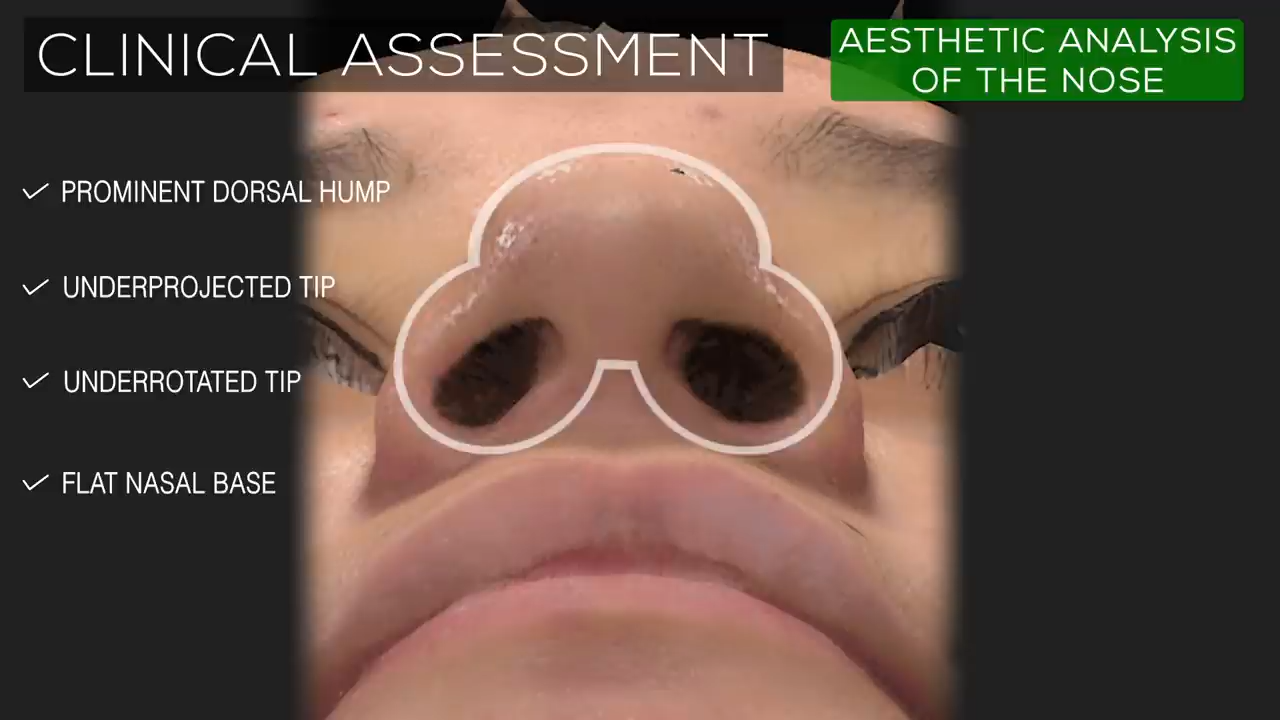 CLINICAL ASSESSMENT
AESTHETIC ANALYSIS
OF THE NOSE
PROMINENT DORSAL HUMP
UNDERPROJECTED TIP
UNDERROTATED TIP
FLAT NASAL BASE